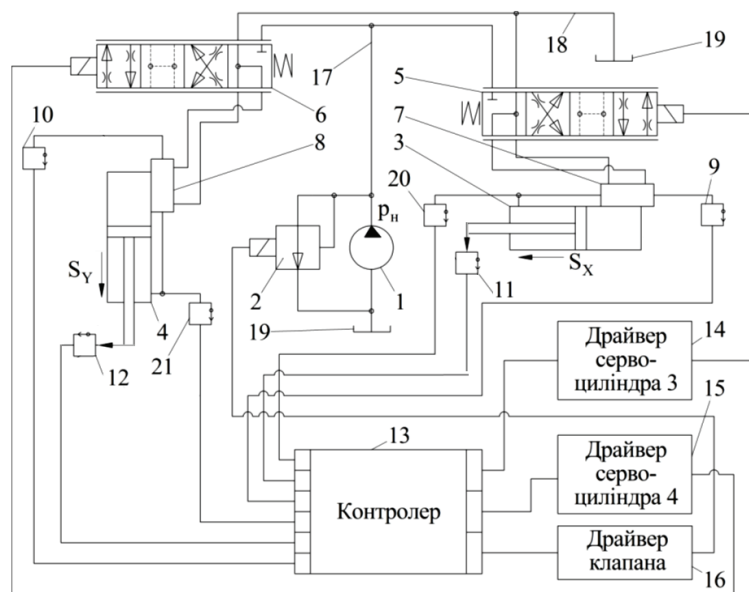 18
19
17
5
6
7
10
8
3
20
9
pн
SX
2
1
11
SY
19
4
21
12
Драйвер
серво-
циліндра 3
14
13
15
Драйвер
серво-
циліндра 4
Контролер
Драйвер
клапана
16